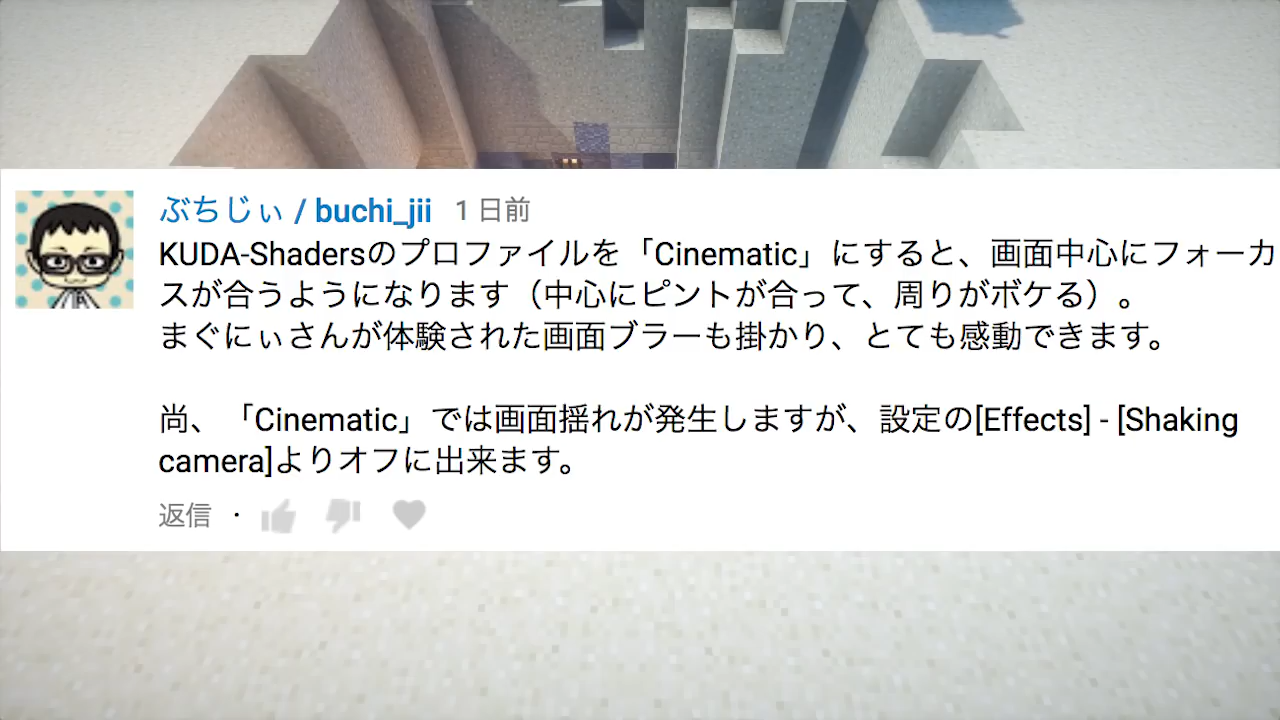 ぶちじぃ / buchi_jii 1 日前
KUDA-Shadersのプロファイルを「Cinematic」にすると、画面中心にフォーカ
スが合うようになります（中心にピントが合って、周りがボケる）。
まぐにぃさんが体験された画面ブラーも掛かり、とても感動できます。
尚、「Cinematic」では画面揺れが発生しますが、設定の[Effects] - [Shaking
camera]よりオフに出来ます。
返信 ・